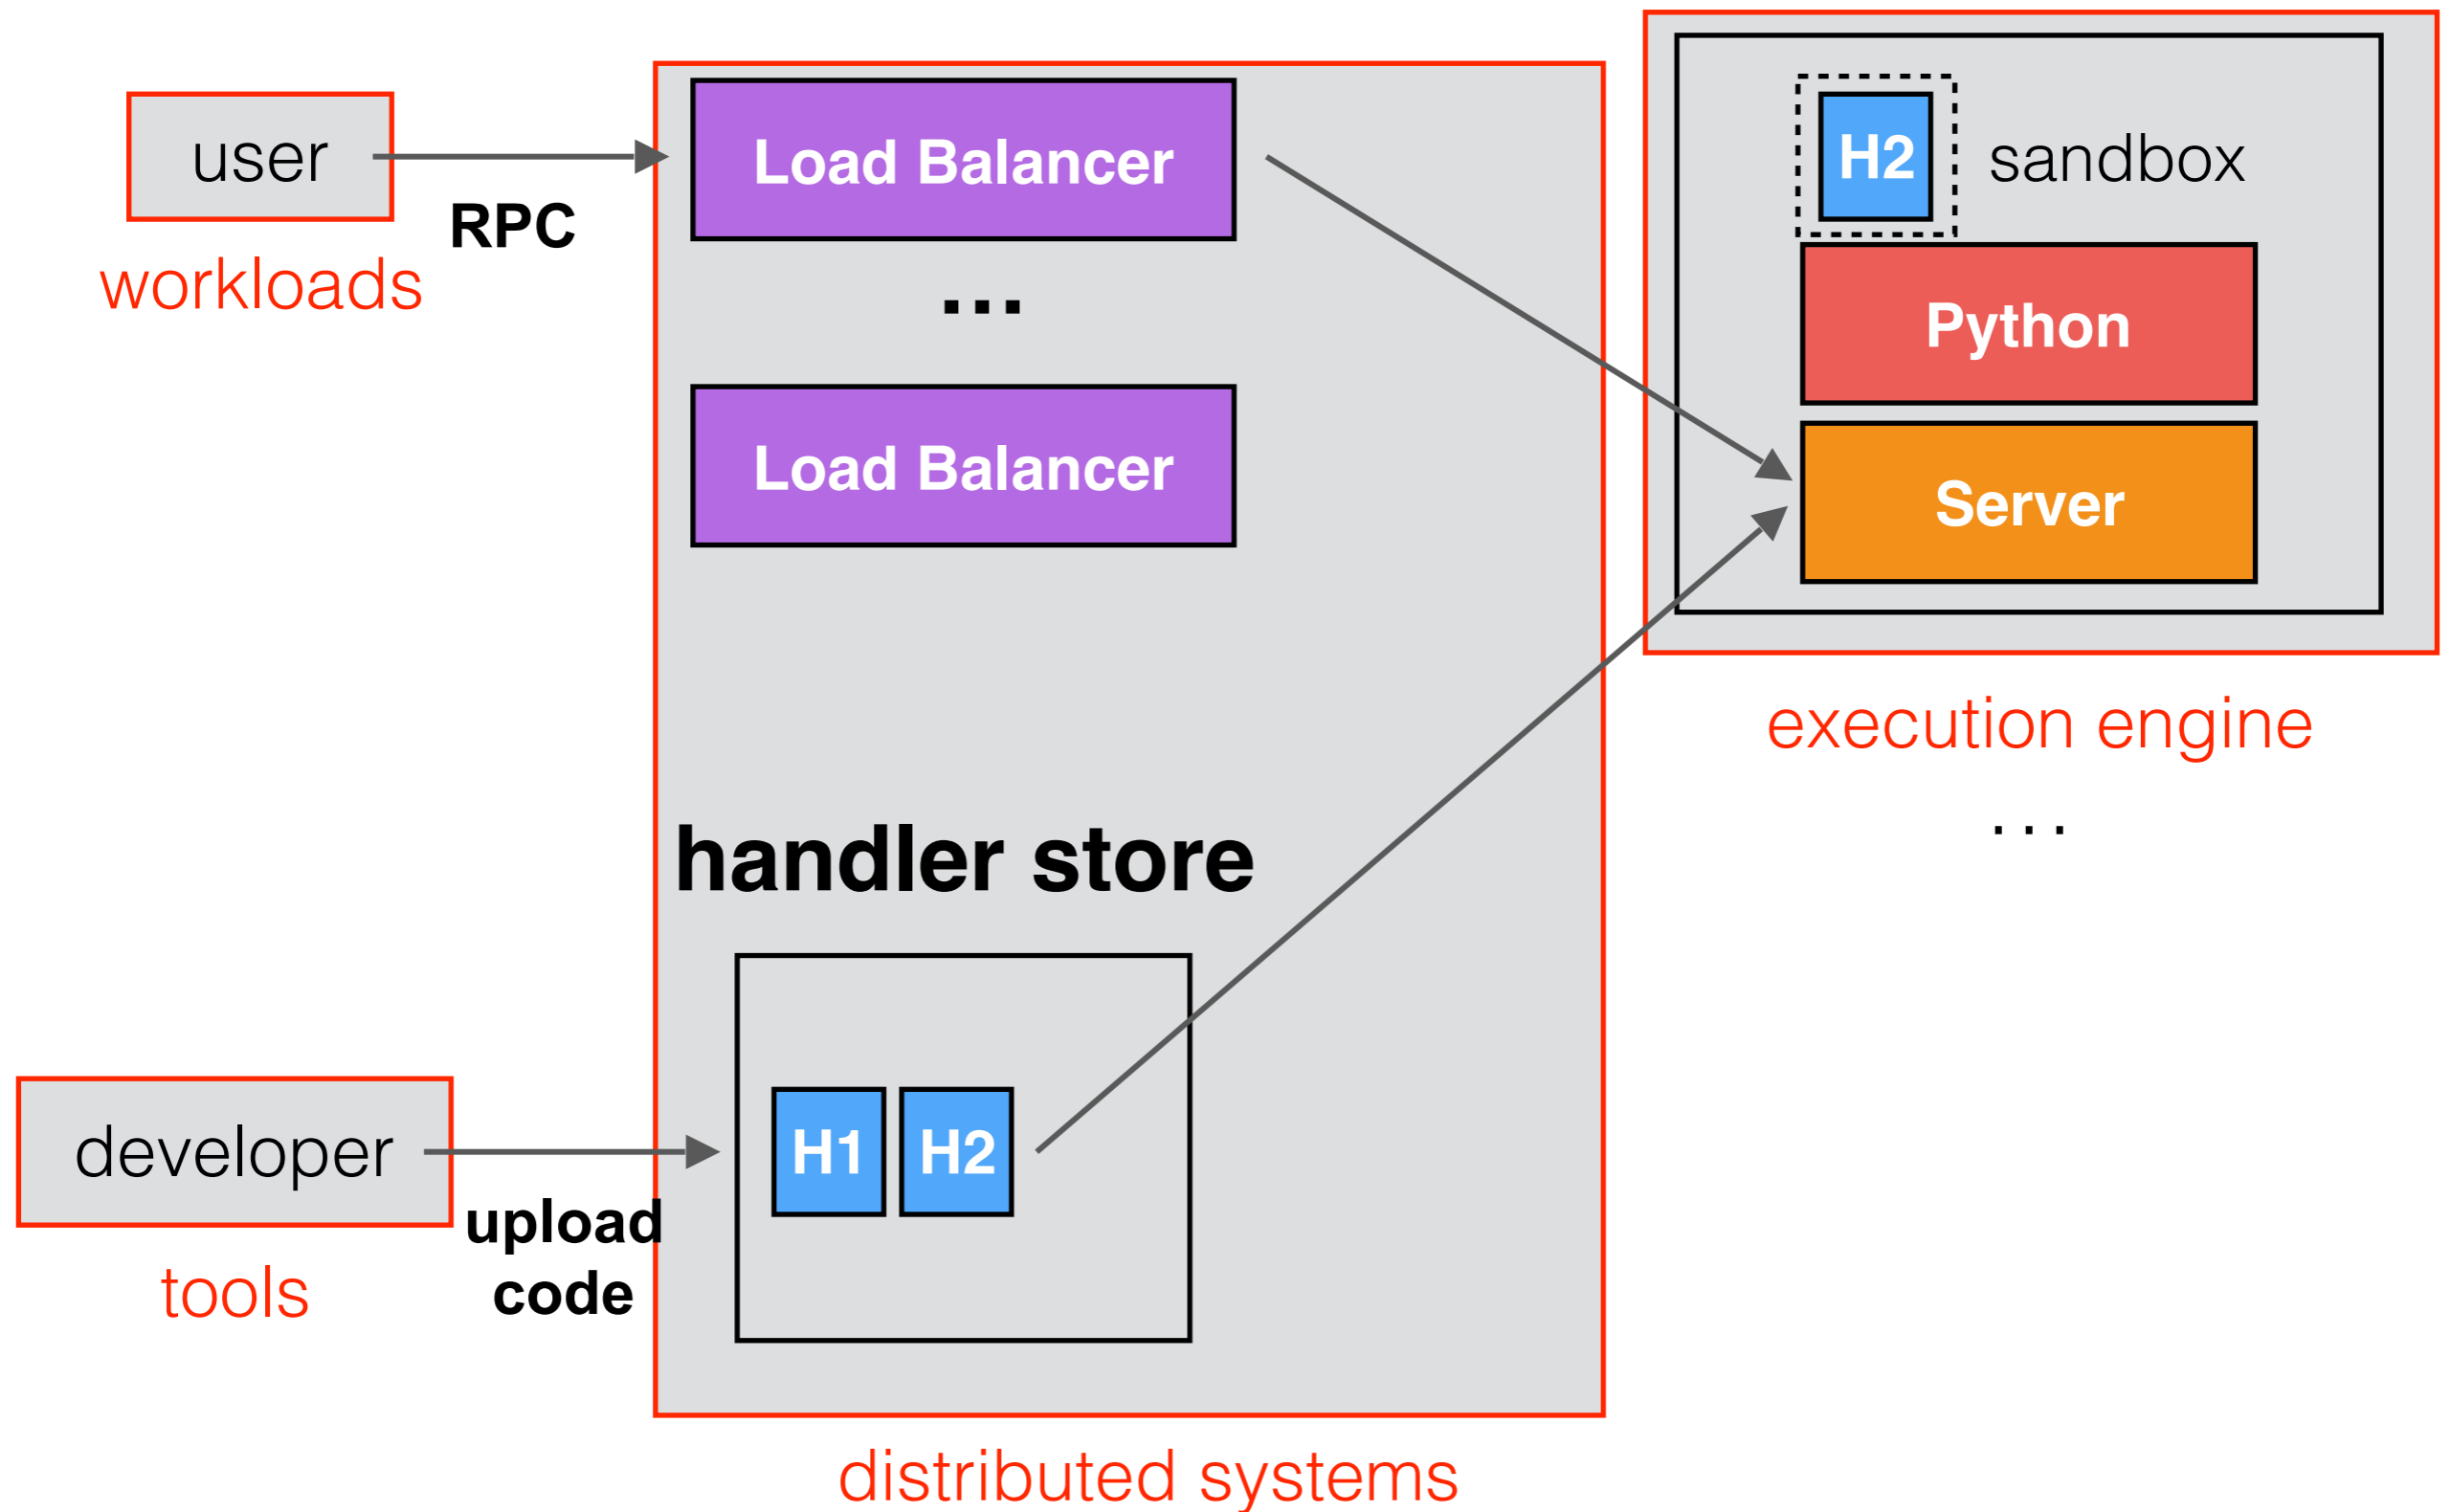 user
RPC
workloads
Load Balancer
...
Load Balancer
handler store
H1
H2
developer
upload
code
tools
distributed systems
H2
sandbox
Python
Server
execution engine
...